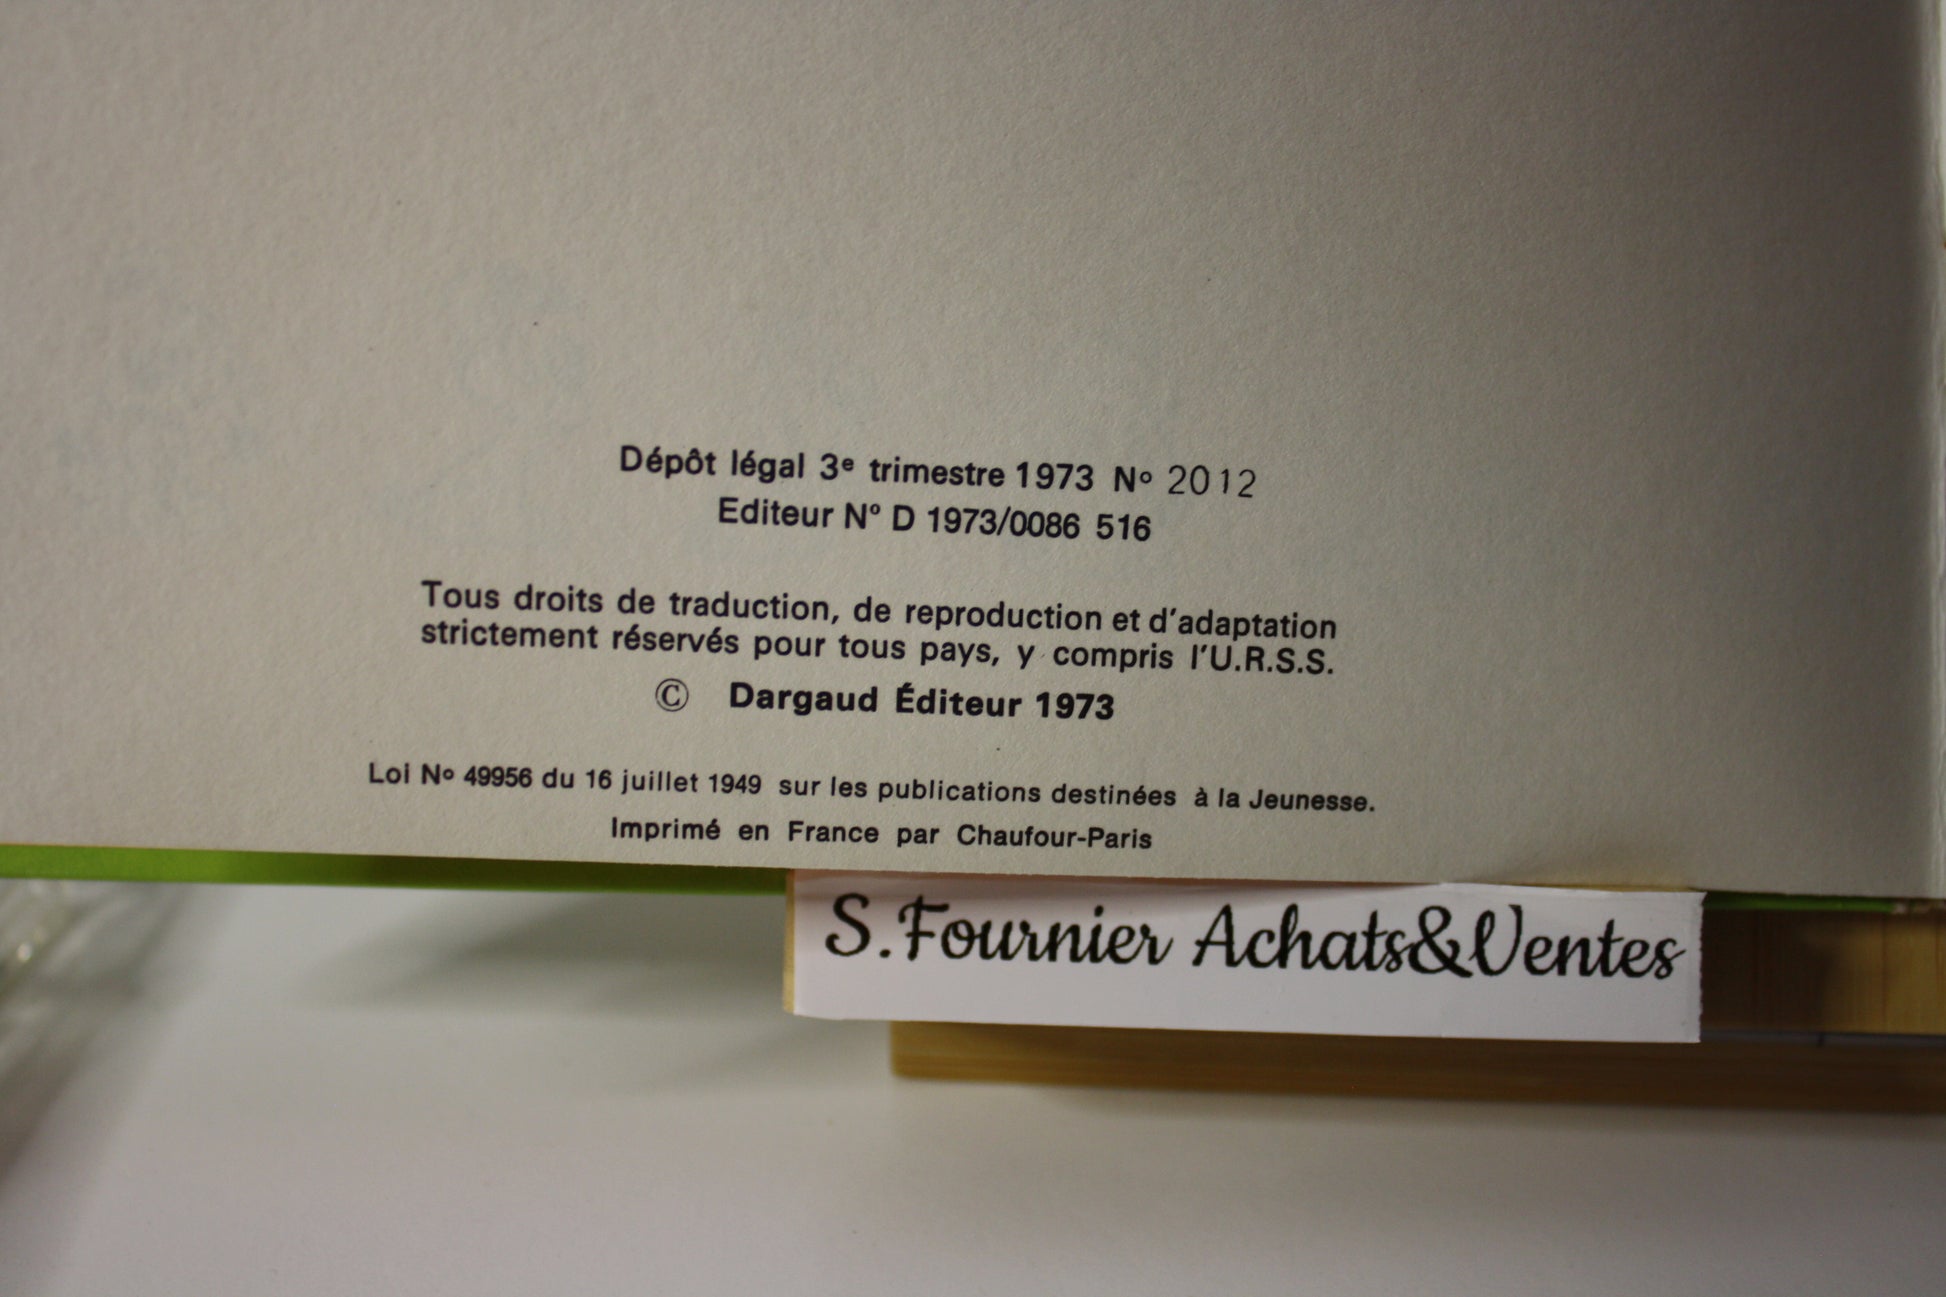 Dépôt légal 3e trimestre 1973 No 2012
Editeur N° D 1973/0086 516
Tous droits de traduction, de reproduction et d'adaptation
strictement réservés pour tous pays, y compris l'U.R.S.S.
© Dargaud Éditeur 1973
Loi No 49956 du 16 juillet 1949 sur les publications destinées à la Jeunesse.
Imprimé en France par Chaufour-Paris
S.Fournier Achats&Ventes